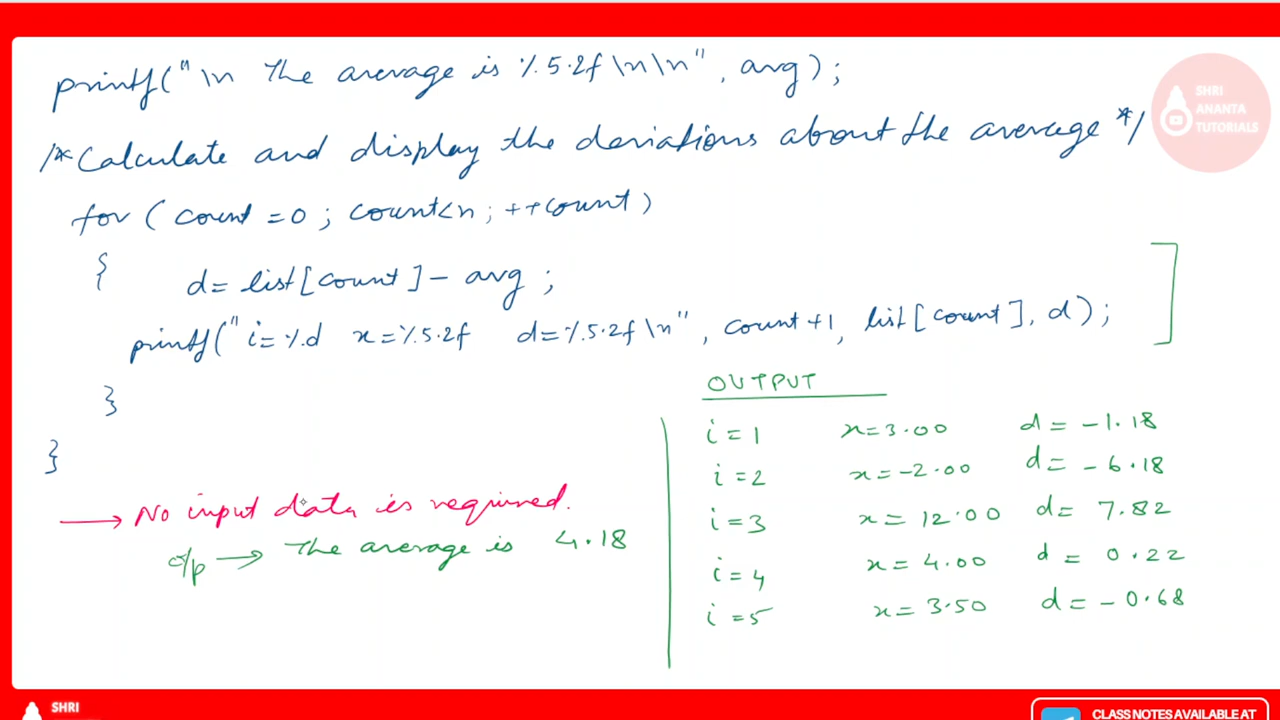 printf("\n The average is %5.2f\n\n", avg);
SHRI
ANANTA
TUTORIALS
/*Calculate and display the deviations about the average */
for (count =0; count<n; ++count)
{ d= list[count]- avg;
printf("i=%d x=%5.2f d=%5.2f\n", count+1, list[count], d);
}
}
OUTPUT
i=1 x=3.00 d= -1.18
i=2 x=-2.00 d= -6.18
i=3 x=12.00 d= 7.82
i=4 x=4.00 d= 0.22
i=5 x=3.50 d= -0.68
→ No input data is required.
o/p → The average is 4.18
SHRI
CLASS NOTES AVAILABLE AT